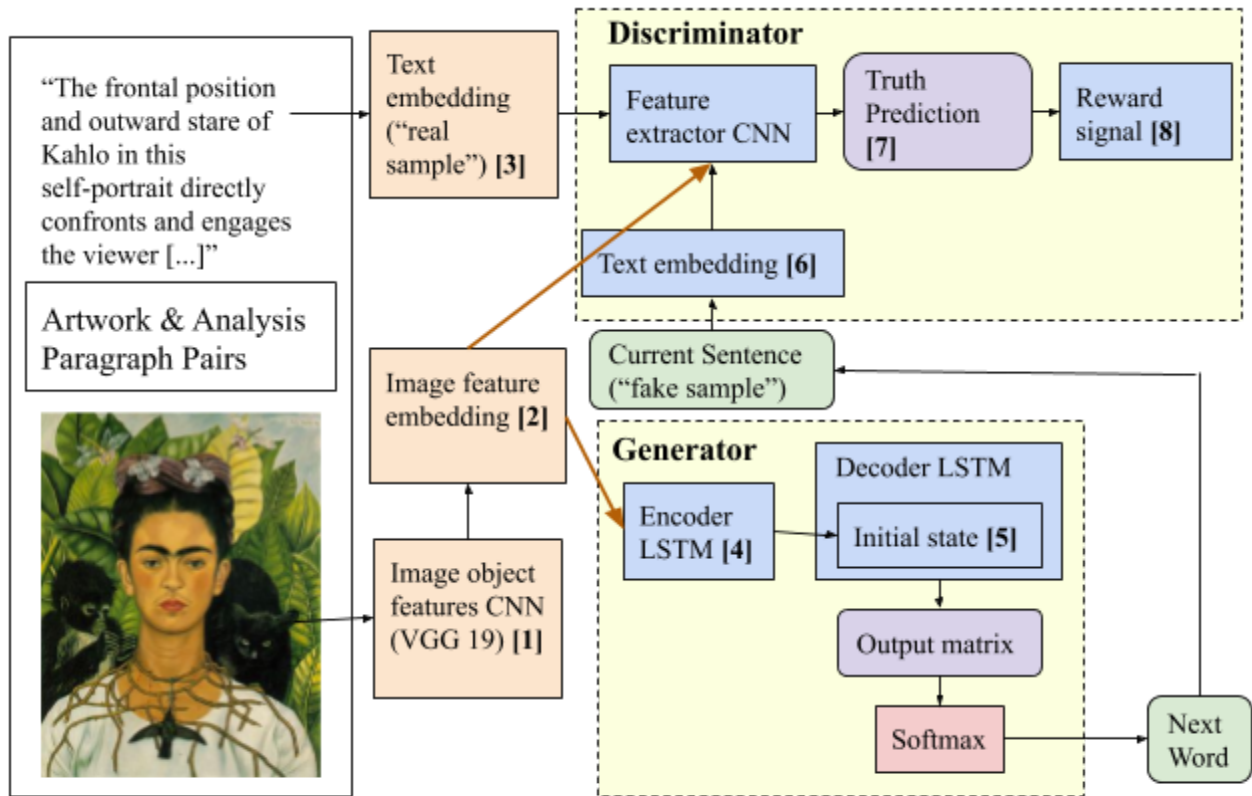 “The frontal position
and outward stare of
Kahlo in this
self-portrait directly
confronts and engages
the viewer [...]”
Artwork & Analysis
Paragraph Pairs
Text
embedding
(“real
sample”) [3]
Image feature
embedding [2]
Image object
features CNN
(VGG 19) [1]
Discriminator
Feature
extractor CNN
Truth
Prediction
[7]
Reward
signal [8]
Text embedding [6]
Current Sentence
(“fake sample”)
Generator
Encoder
LSTM [4]
Decoder LSTM
Initial state [5]
Output matrix
Softmax
Next
Word